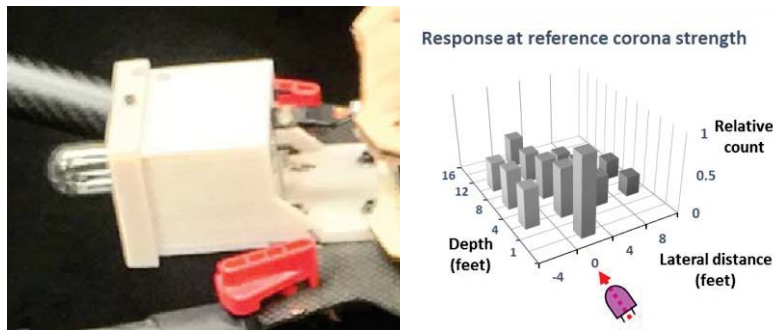 Response at reference corona strength
Relative
count
1
0.5
0
16
12
8
4
1
Depth
(feet)
-4
0
4
8
Lateral distance
(feet)